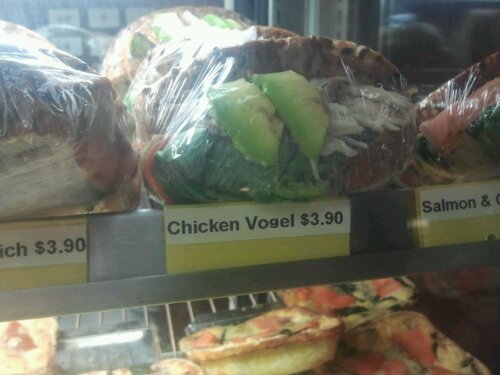 ich $3.90
Chicken Vogel $3.90
Salmon &